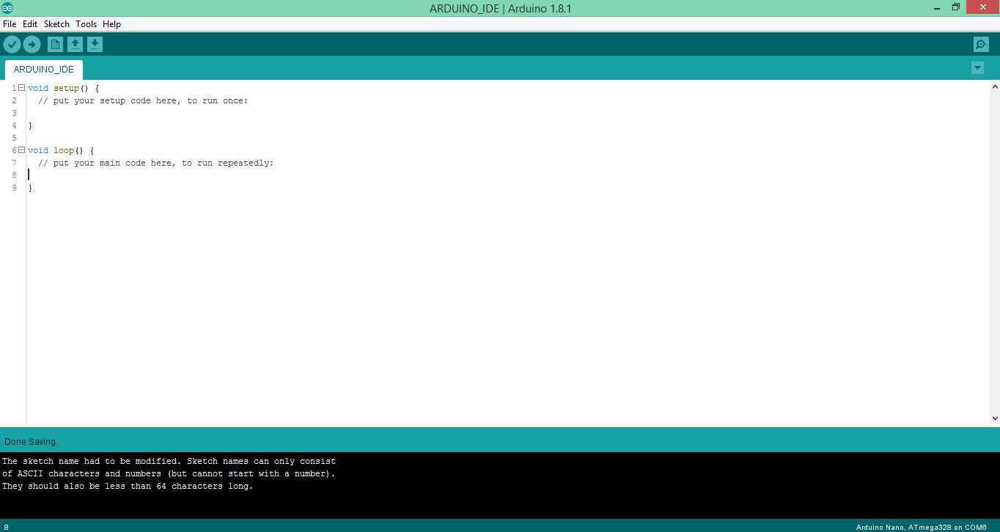 ARDUINO_IDE | Arduino 1.8.1
File Edit Sketch Tools Help
ARDUINO_IDE
1 void setup() {
2   // put your setup code here, to run once:
3
4 }
5
6 void loop() {
7   // put your main code here, to run repeatedly:
8
9 }
Done Saving.
The sketch name had to be modified. Sketch names can only consist
of ASCII characters and numbers (but cannot start with a number).
They should also be less than 64 characters long.
8 Arduino Nano, ATmega328 on COM6